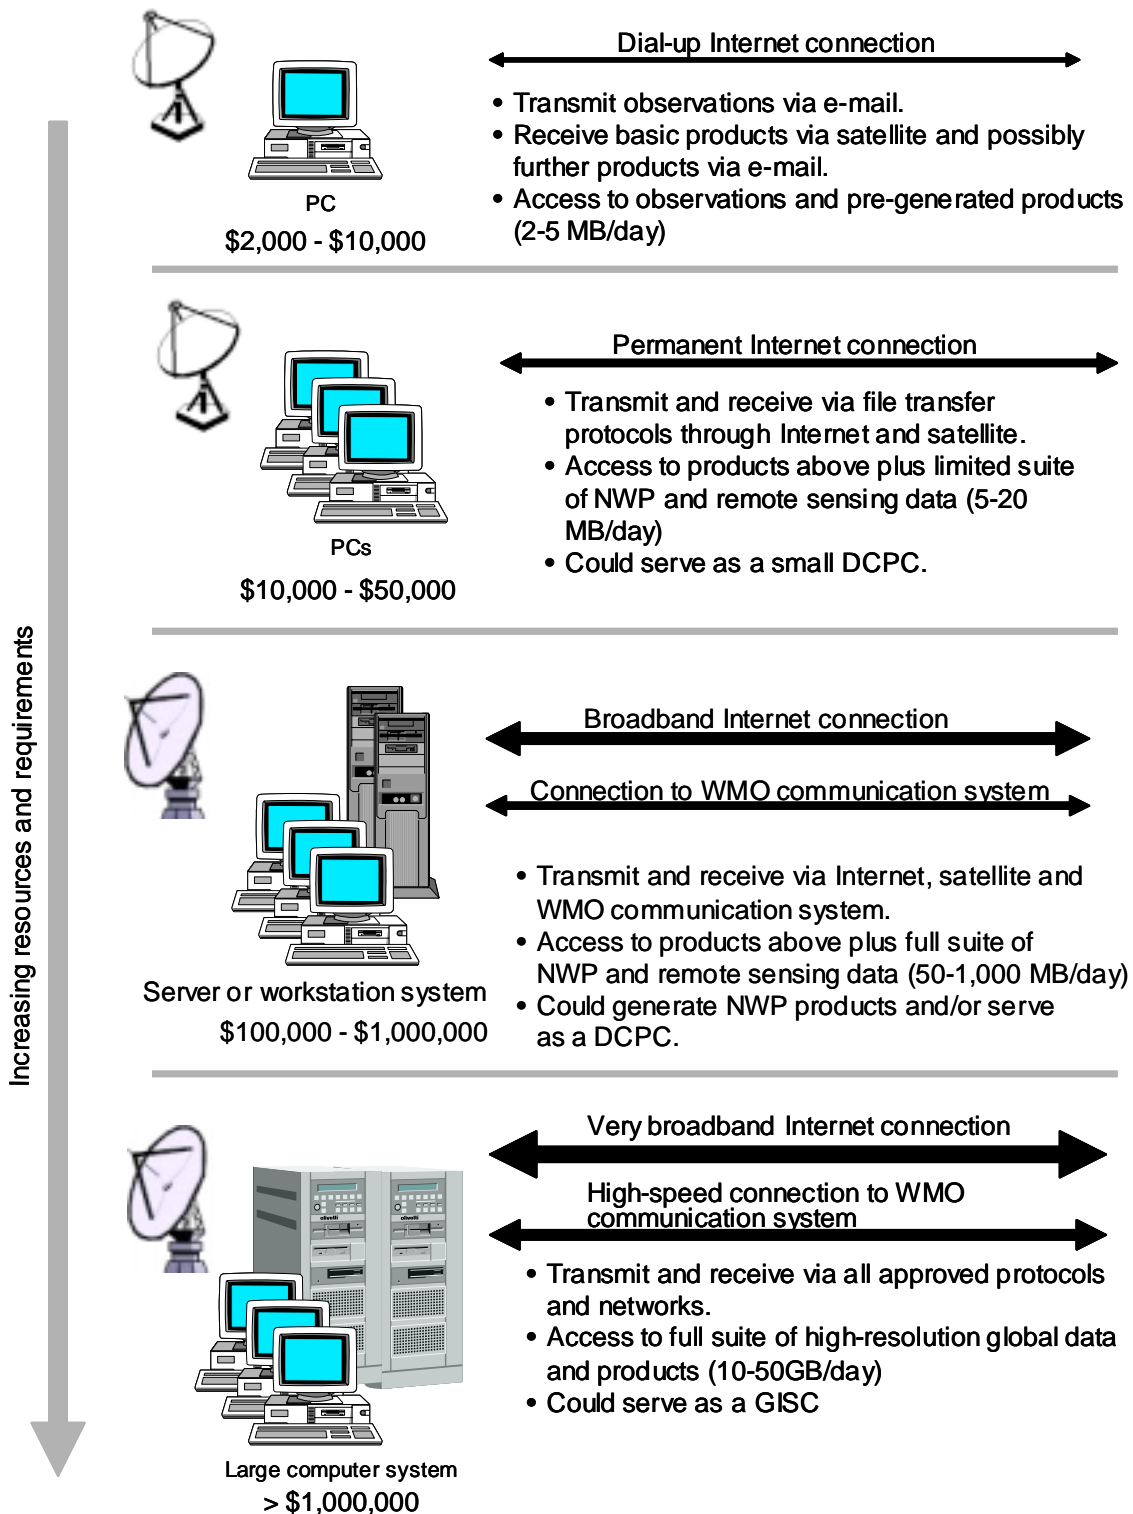 Dial-up Internet connection
• Transmit observations via e-mail.
• Receive basic products via satellite and possibly
further products via e-mail.
• Access to observations and pre-generated products
(2-5 MB/day)
PC
$2,000 - $10,000
Permanent Internet connection
• Transmit and receive via file transfer
protocols through Internet and satellite.
• Access to products above plus limited suite
of NWP and remote sensing data (5-20
MB/day)
• Could serve as a small DCPC.
PCs
$10,000 - $50,000
Increasing resources and requirements
Broadband Internet connection
Connection to WMO communication system
• Transmit and receive via Internet, satellite and
WMO communication system.
• Access to products above plus full suite of
NWP and remote sensing data (50-1,000 MB/day)
• Could generate NWP products and/or serve
as a DCPC.
Server or workstation system
$100,000 - $1,000,000
Very broadband Internet connection
High-speed connection to WMO
communication system
olivetti
olivetti
• Transmit and receive via all approved protocols
and networks.
• Access to full suite of high-resolution global data
and products (10-50GB/day)
• Could serve as a GISC
Large computer system
> $1,000,000